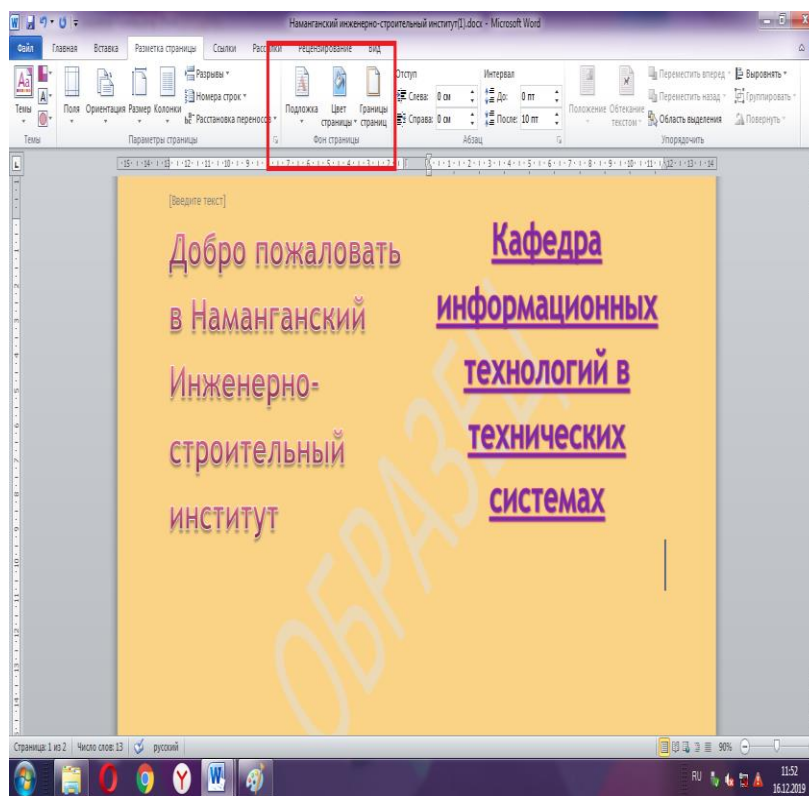 Наманганский инженерно-строительный институт(1).docx - Microsoft Word
Файл Главная Вставка Разметка страницы Ссылки Рассылки Рецензирование Вид
Темы
Поля Ориентация Размер Колонки
Разрывы
Номера строк
Расстановка переносов
Подложка Цвет страницы Границы страниц
Отступ
Слева: 0 см
Справа: 0 см
Интервал
До: 0 пт
После: 10 пт
Положение Обтекание текстом
Переместить вперед
Переместить назад
Область выделения
Выровнять
Группировать
Повернуть
Темы Параметры страницы Фон страницы Абзац Упорядочить
[Введите текст]
Добро пожаловать
в Наманганский
Инженерно-
строительный
институт
Кафедра
информационных
технологий в
технических
системах
ОБРАЗЕЦ
Страница: 1 из 2 Число слов: 13 русский 90%
RU 11:52
16.12.2019